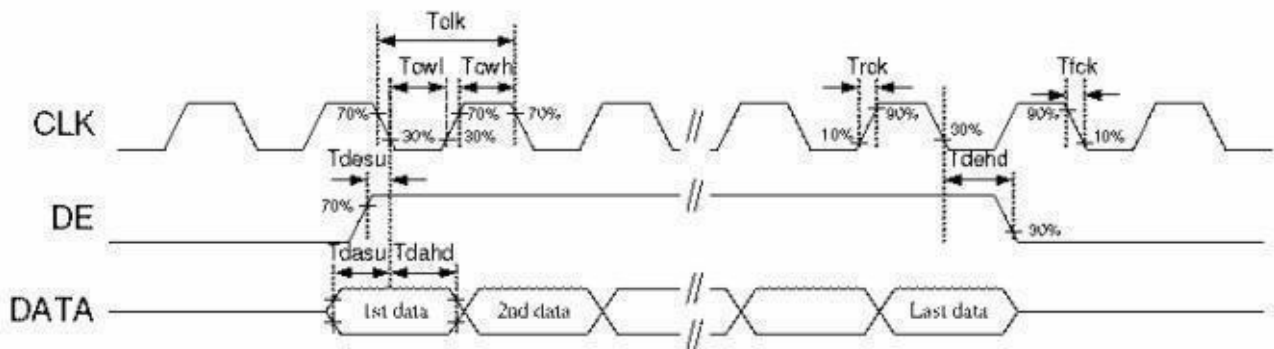 Tclk
Tcwl Tcwh Trck Tfck
CLK 70% 30% 70% 30% 70% 10% 90% 30% 90% 10%
Tdesu Tdehd
DE 70% 30%
Tdasu Tdahd
DATA 1st data 2nd data // Last data